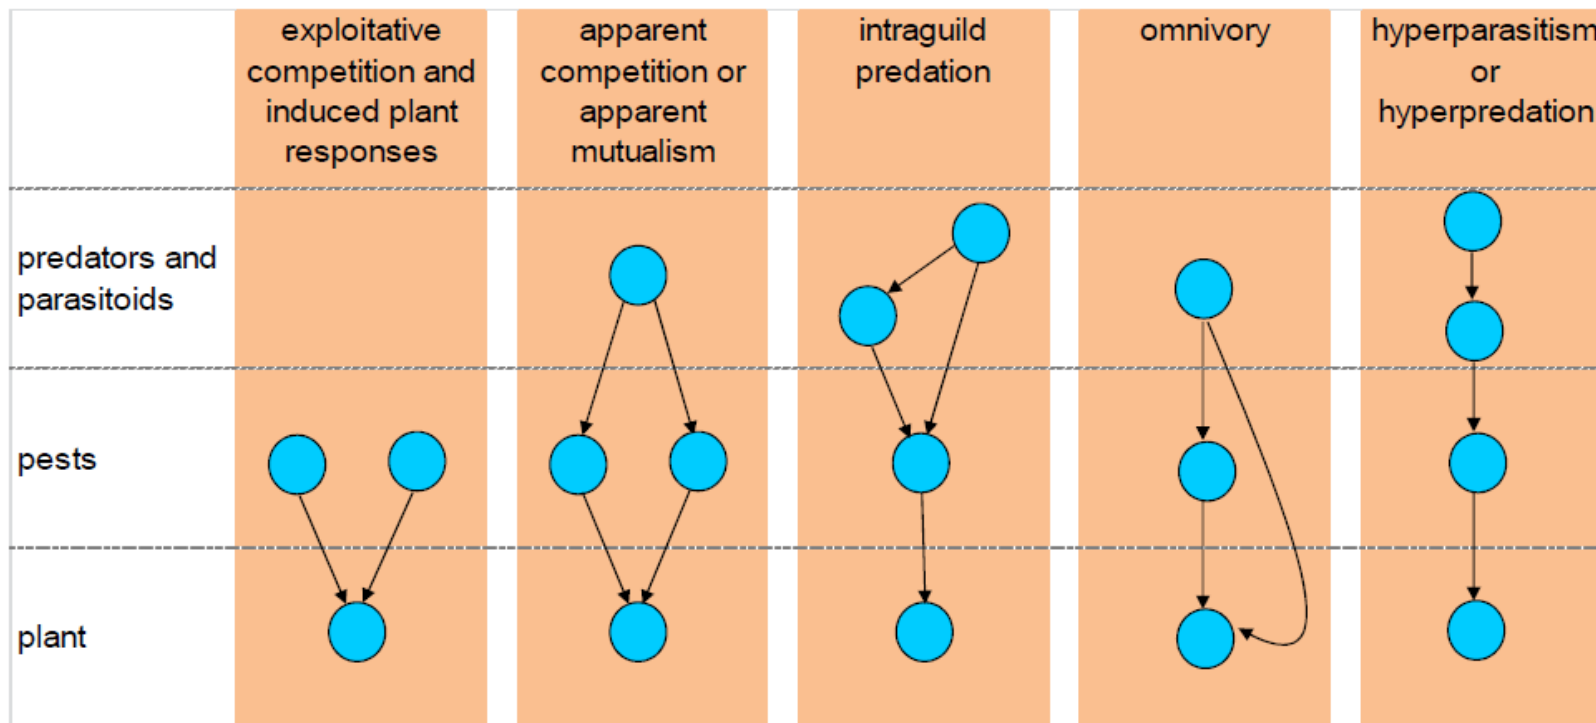 exploitative
competition and
induced plant
responses
apparent
competition or
apparent
mutualism
intraguild
predation
omnivory
hyperparasitism
or
hyperpredation
predators and
parasitoids
pests
plant